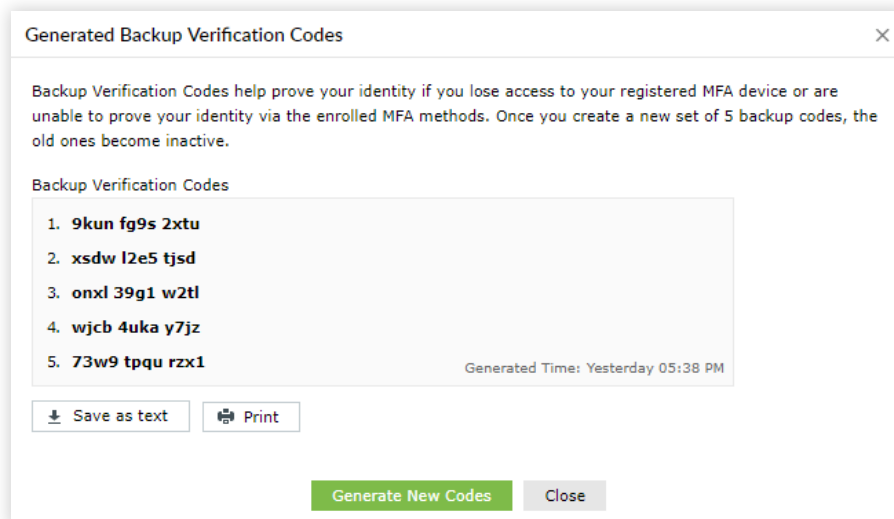 Generated Backup Verification Codes
Backup Verification Codes help prove your identity if you lose access to your registered MFA device or are
unable to prove your identity via the enrolled MFA methods. Once you create a new set of 5 backup codes, the
old ones become inactive.
Backup Verification Codes
1. 9kun fg9s 2xtu
2. xsdw l2e5 tjsd
3. onxl 39g1 w2tl
4. wjcb 4uka y7jz
5. 73w9 tpqu rzx1
Generated Time: Yesterday 05:38 PM
Save as text
Print
Generate New Codes
Close